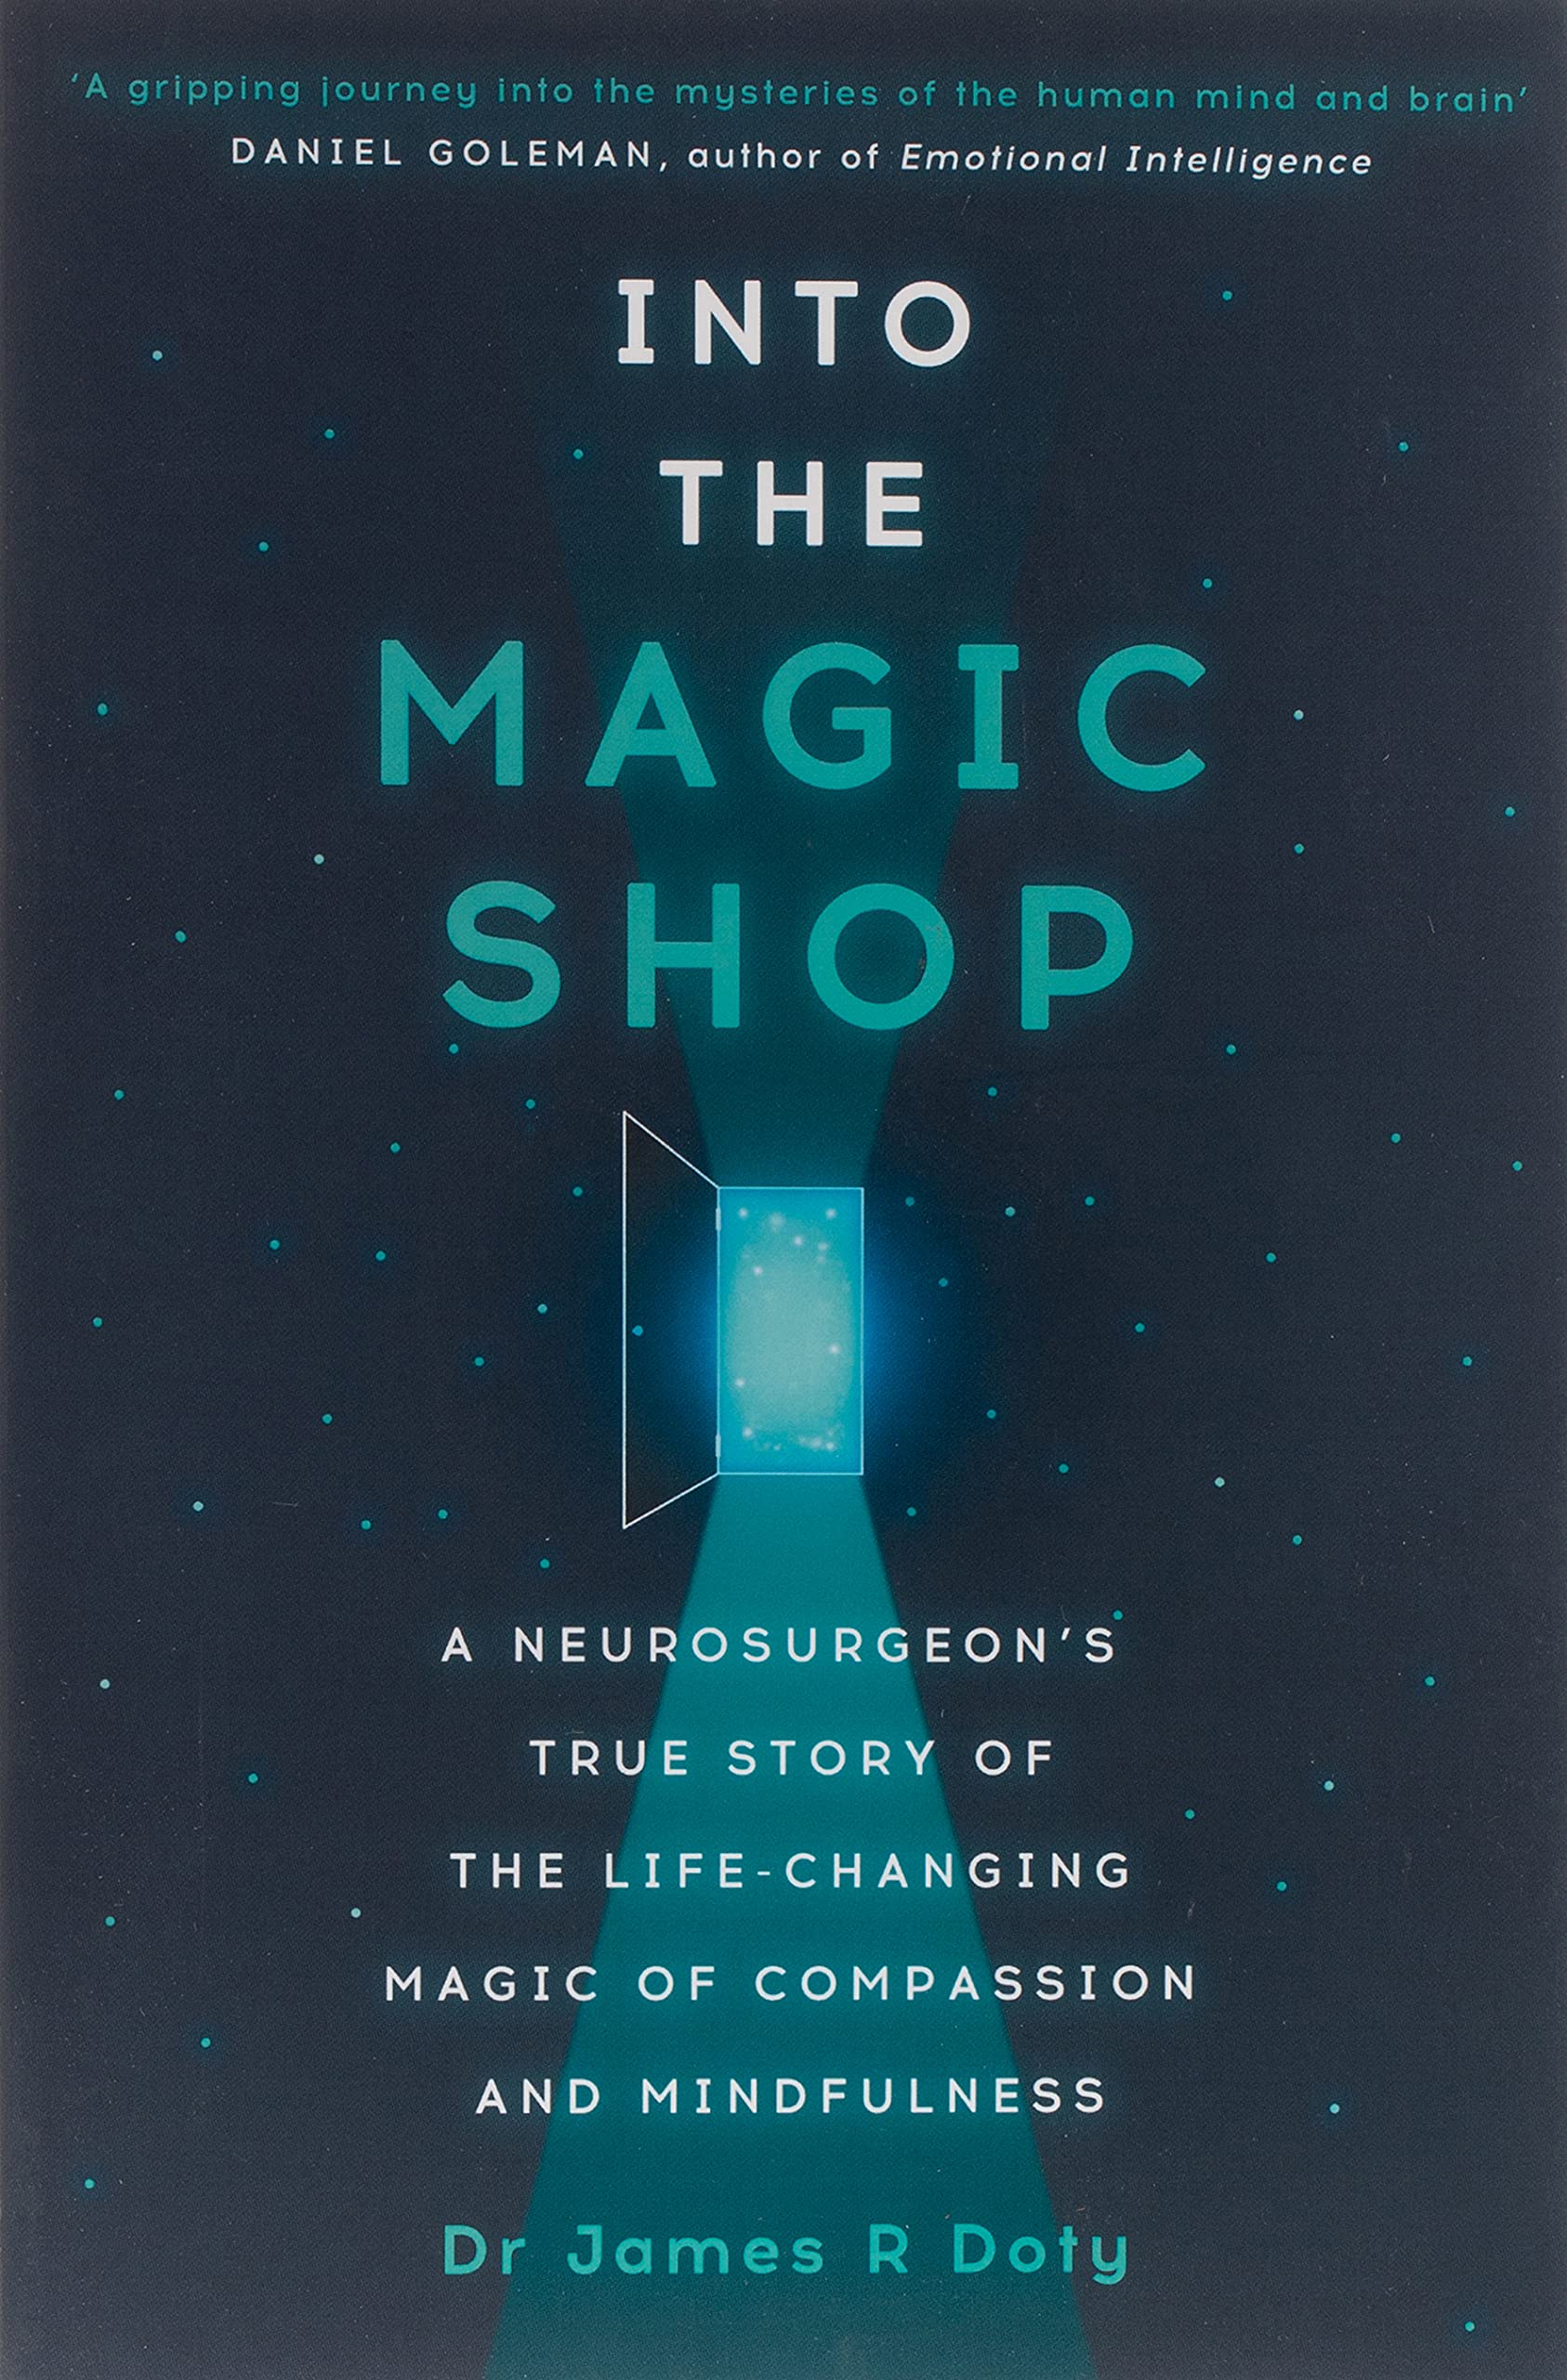 ‘A gripping journey into the mysteries of the human mind and brain’
DANIEL GOLEMAN, author of Emotional Intelligence
INTO
THE
MAGIC
SHOP
A NEUROSURGEON’S
TRUE STORY OF
THE LIFE-CHANGING
MAGIC OF COMPASSION
AND MINDFULNESS
Dr James R Doty